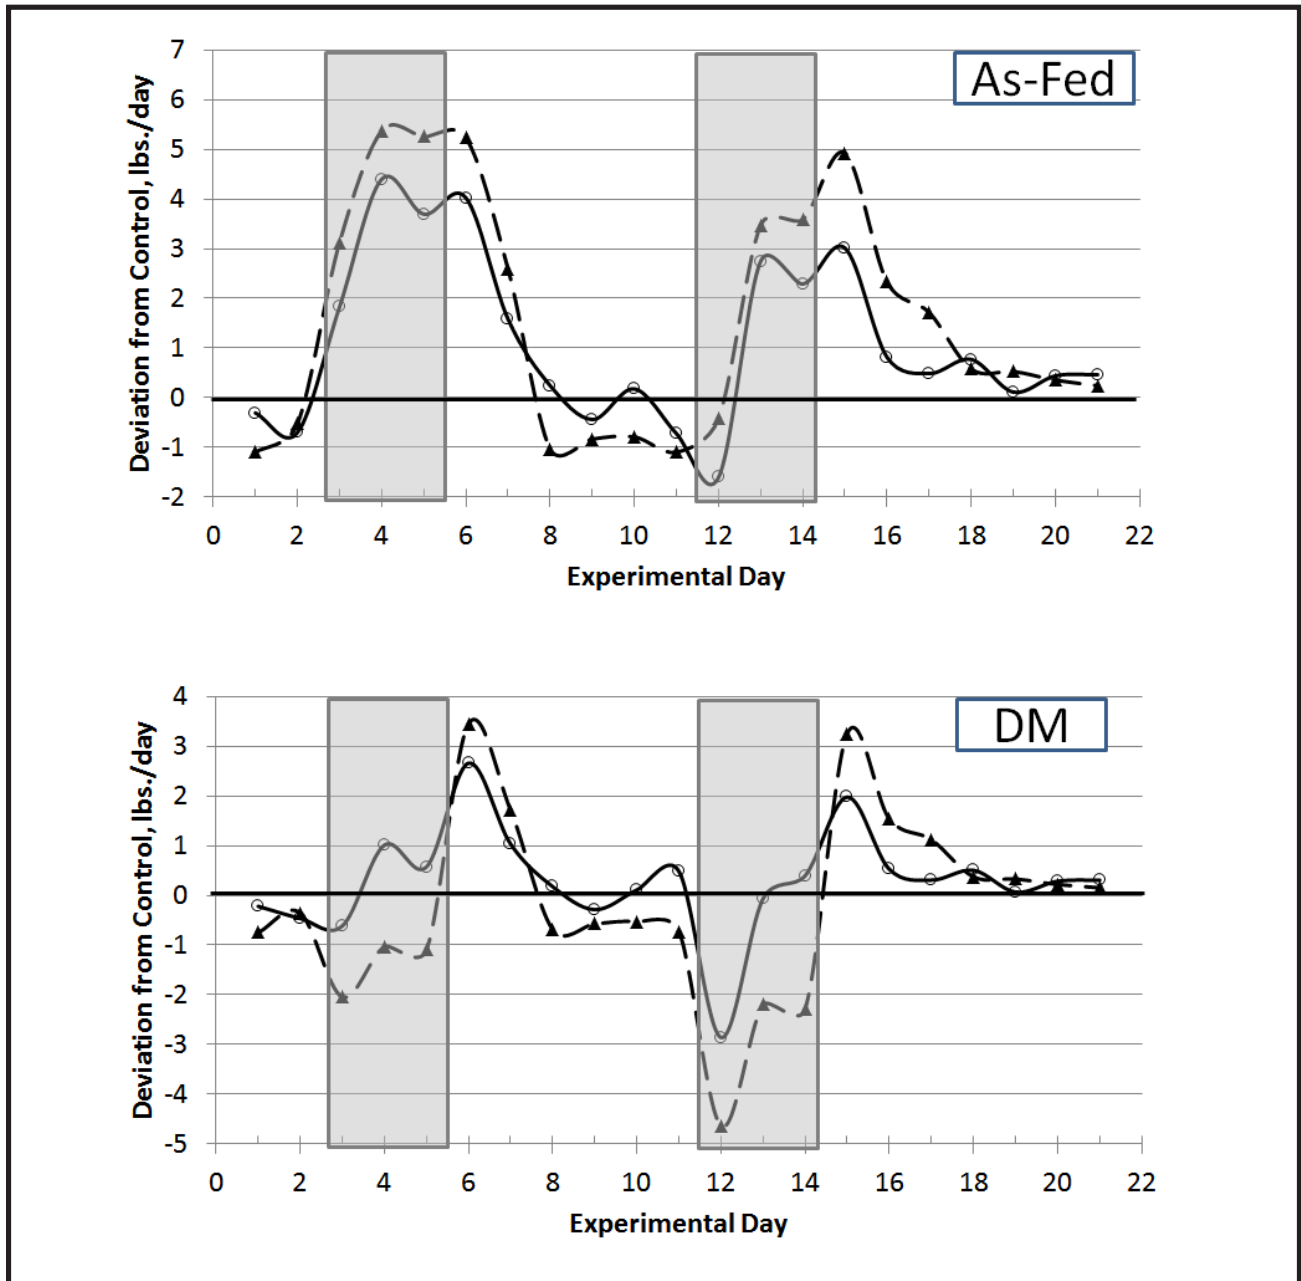 As-Fed
Deviation from Control, lbs./day
7
6
5
4
3
2
1
0
-1
-2
0 2 4 6 8 10 12 14 16 18 20 22
Experimental Day
DM
Deviation from Control, lbs./day
4
3
2
1
0
-1
-2
-3
-4
-5
0 2 4 6 8 10 12 14 16 18 20 22
Experimental Day